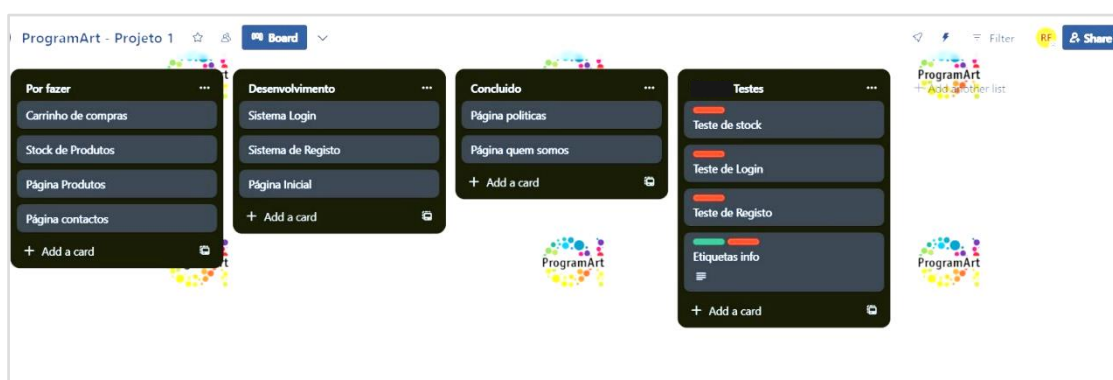 ProgramArt - Projeto 1
Board
Filter
RF
Share
Por fazer
Carrinho de compras
Stock de Produtos
Página Produtos
Página contactos
+ Add a card
Desenvolvimento
Sistema Login
Sistema de Registo
Página Inicial
+ Add a card
Concluido
Página politicas
Página quem somos
+ Add a card
Testes
Teste de stock
Teste de Login
Teste de Registo
Etiquetas info
+ Add a card
ProgramArt
+ Add another list
ProgramArt
ProgramArt